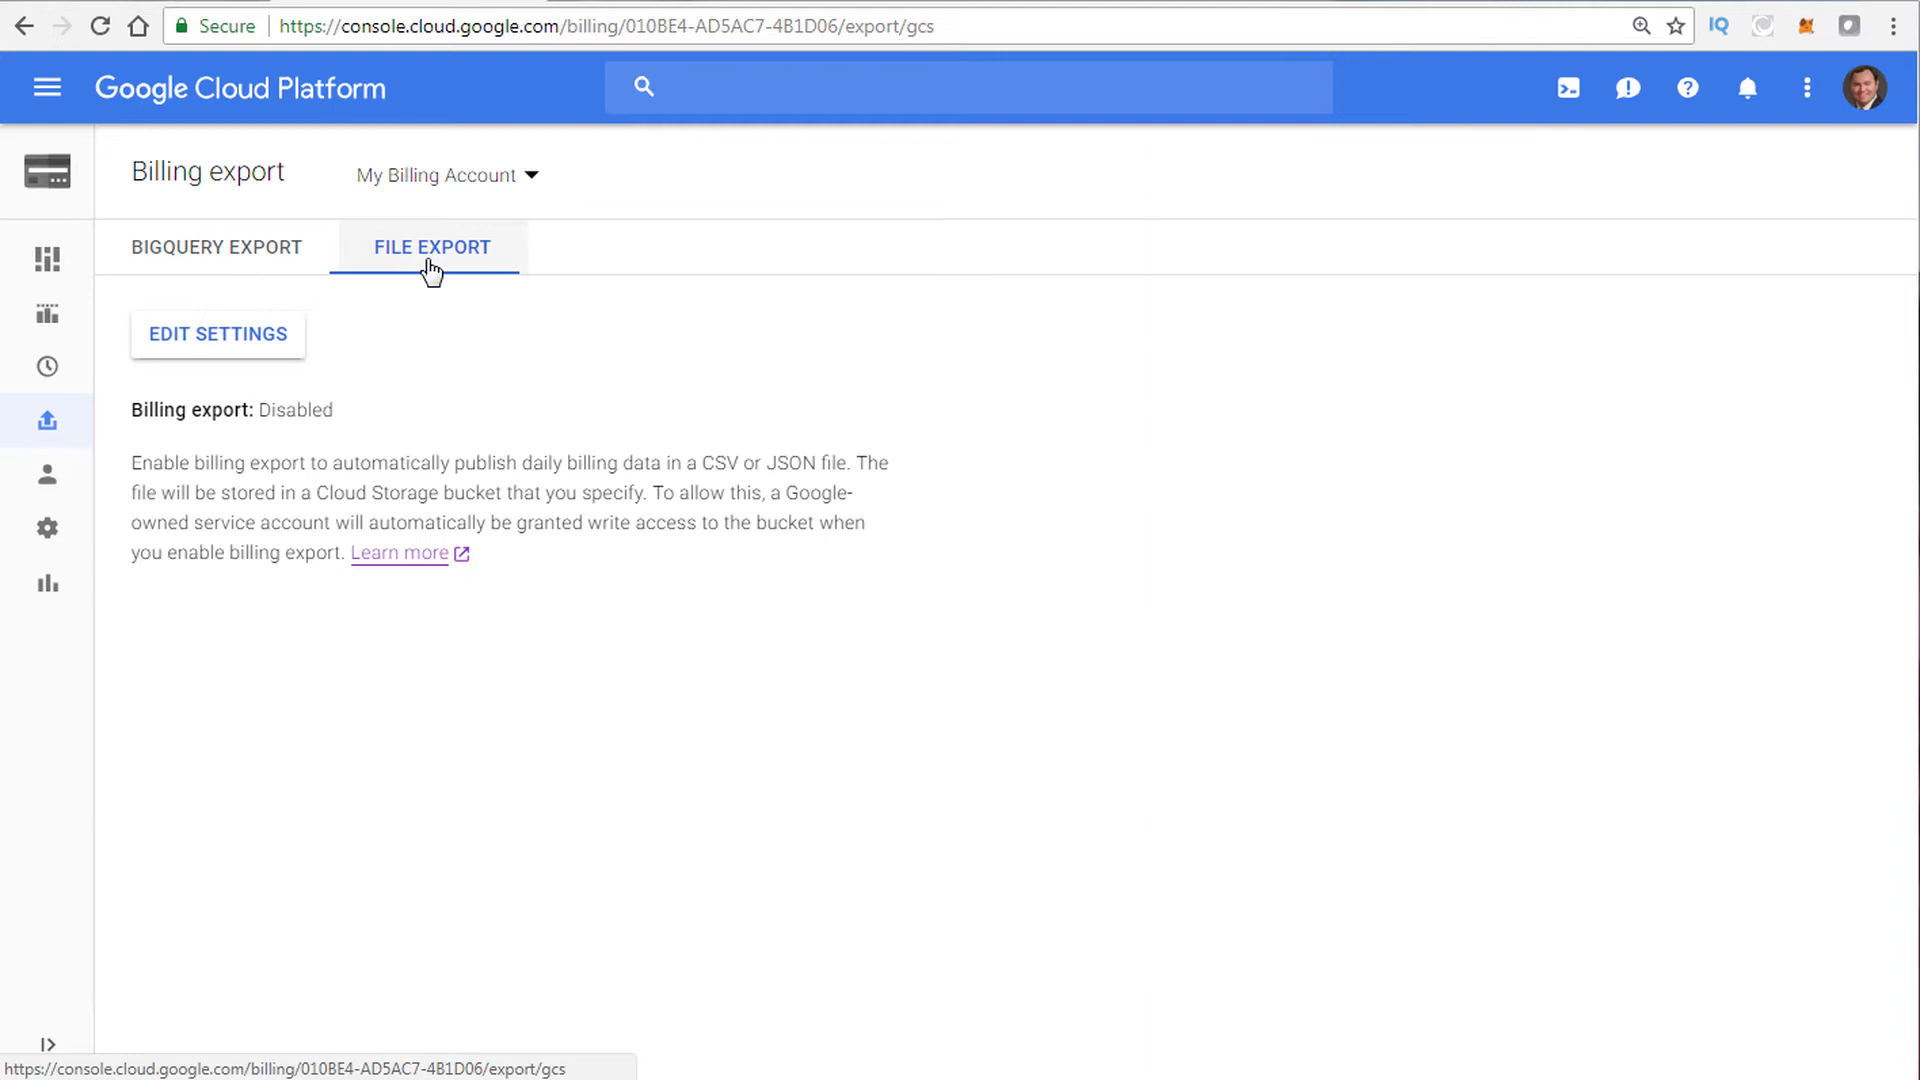 Secure https://console.cloud.google.com/billing/010BE4-AD5AC7-4B1D06/export/gcs
IQ
Google Cloud Platform
Billing export
My Billing Account
BIGQUERY EXPORT
FILE EXPORT
EDIT SETTINGS
Billing export: Disabled
Enable billing export to automatically publish daily billing data in a CSV or JSON file. The
file will be stored in a Cloud Storage bucket that you specify. To allow this, a Google-
owned service account will automatically be granted write access to the bucket when
you enable billing export. Learn more
https://console.cloud.google.com/billing/010BE4-AD5AC7-4B1D06/export/gcs